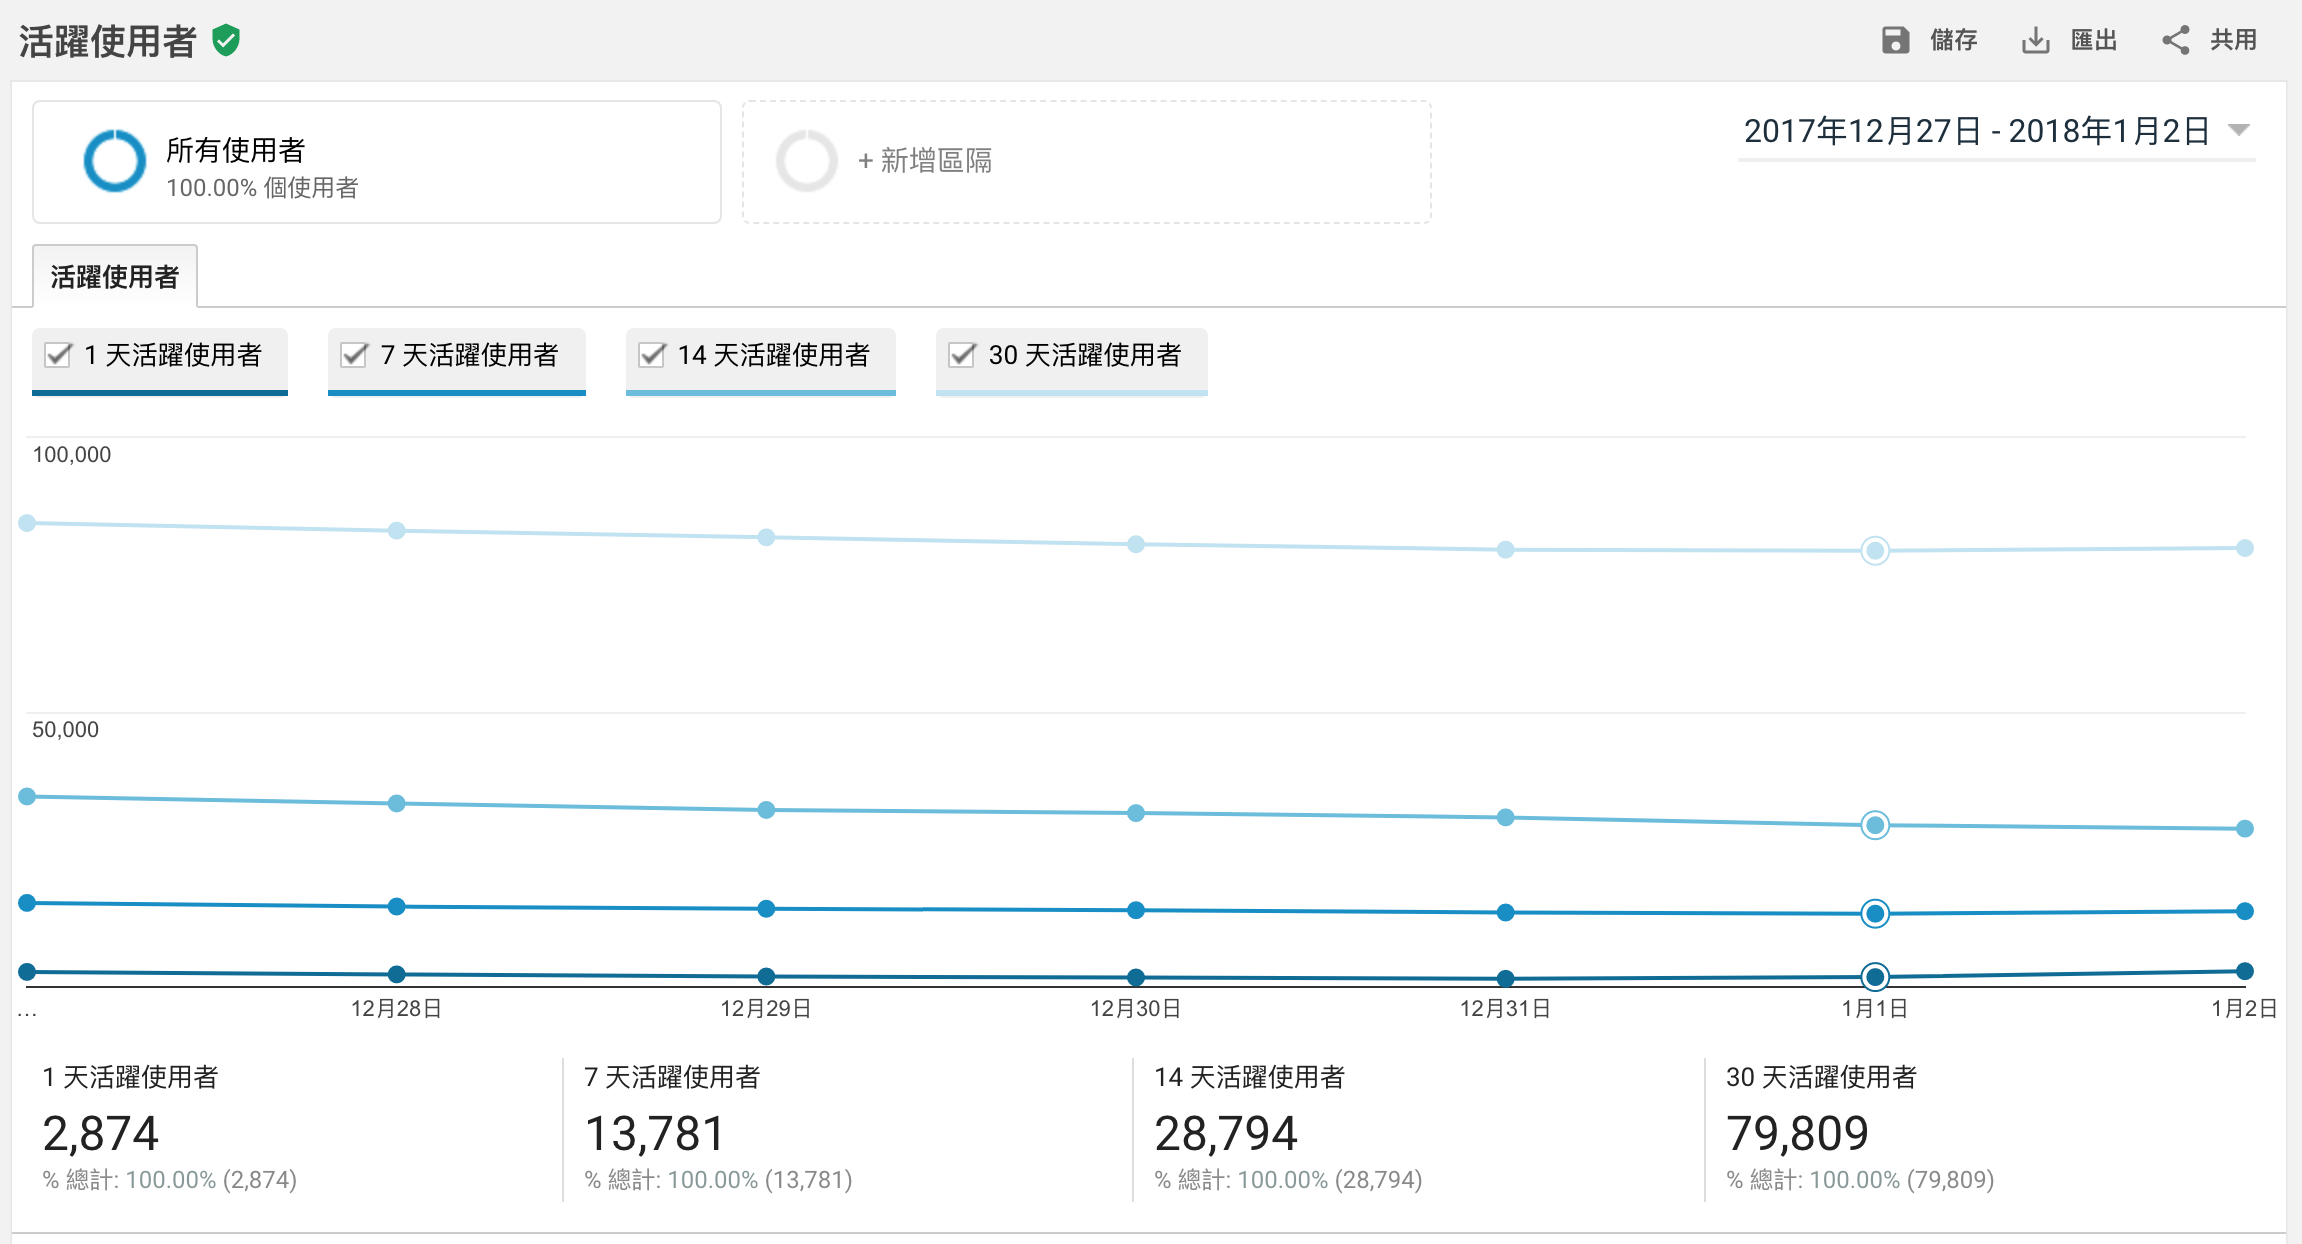 活躍使用者
儲存 匯出 共用
所有使用者
100.00% 個使用者
+ 新增區隔
2017年12月27日 - 2018年1月2日
活躍使用者
1 天活躍使用者 7 天活躍使用者 14 天活躍使用者 30 天活躍使用者
100,000
50,000
... 12月28日 12月29日 12月30日 12月31日 1月1日 1月2日
1 天活躍使用者
2,874
% 總計: 100.00% (2,874)
7 天活躍使用者
13,781
% 總計: 100.00% (13,781)
14 天活躍使用者
28,794
% 總計: 100.00% (28,794)
30 天活躍使用者
79,809
% 總計: 100.00% (79,809)